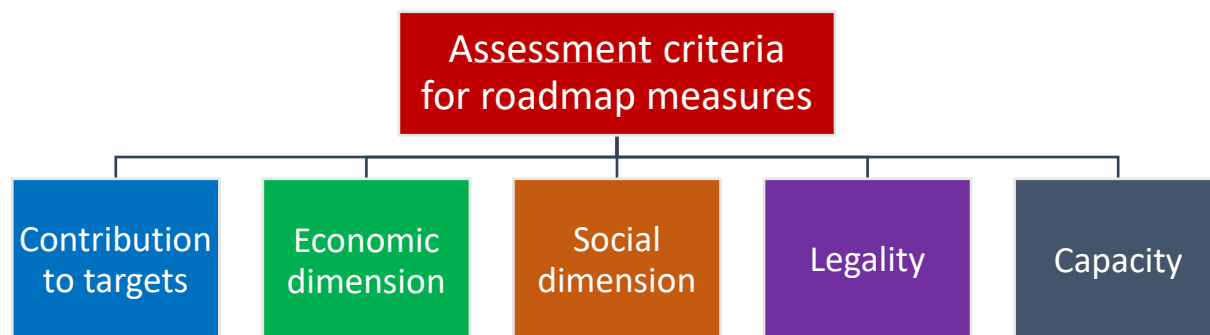 Assessment criteria
for roadmap measures
Contribution
to targets
Economic
dimension
Social
dimension
Legality
Capacity